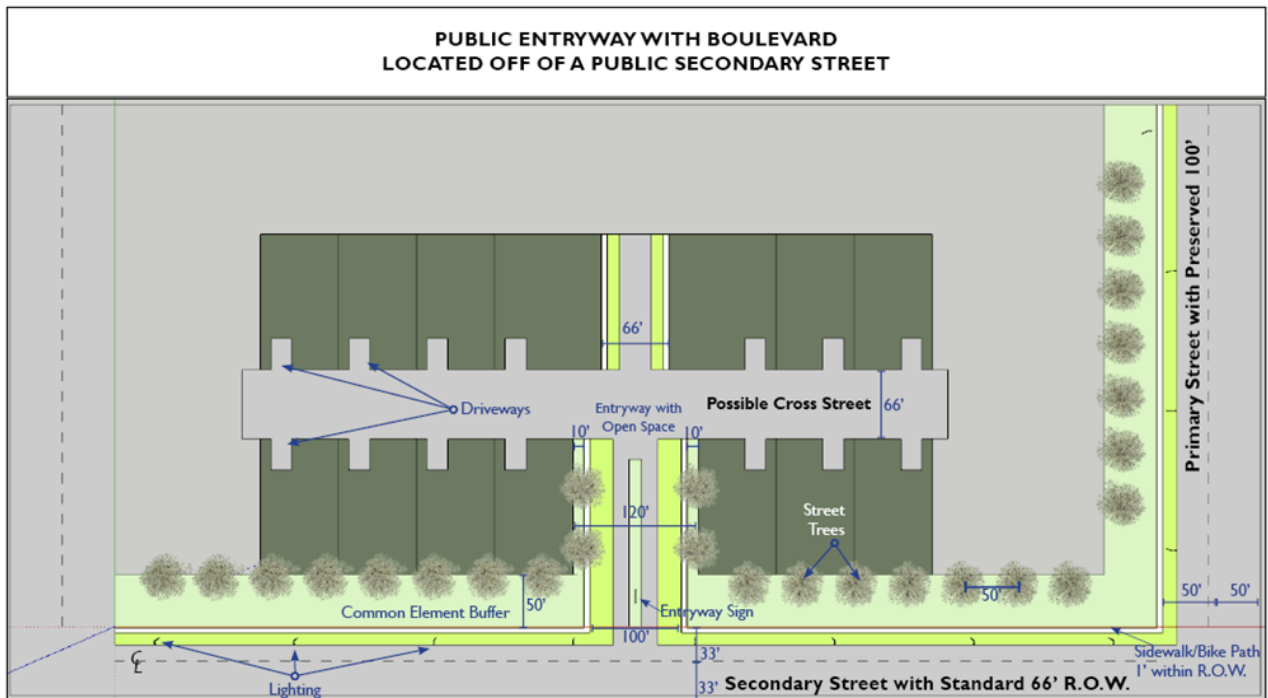 PUBLIC ENTRYWAY WITH BOULEVARD
LOCATED OFF OF A PUBLIC SECONDARY STREET
Primary Street with Preserved 100'
66'
Driveways
Entryway with
Open Space
Possible Cross Street
66'
10'
10'
120'
Street
Trees
50'
Common Element Buffer
50'
Entryway Sign
100'
50'
50'
33'
Sidewalk/Bike Path
1' within R.O.W.
CL
Lighting
33'
Secondary Street with Standard 66' R.O.W.